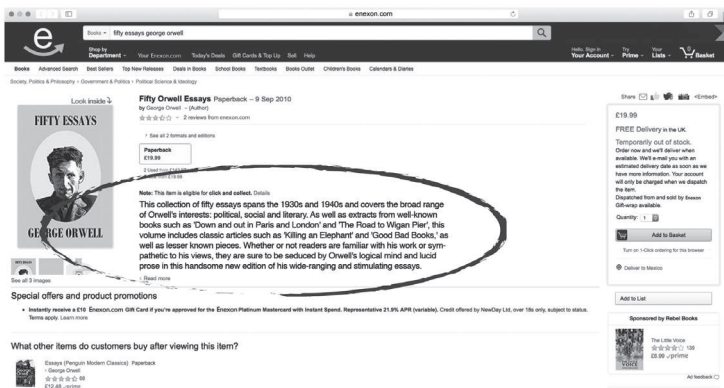 enexon.com
Books
fifty essays george orwell
Shop by
Department
Your Enexon.com Today's Deals Gift Cards & Top Up Sell Help
Hello. Sign in
Your Account
Try
Prime
Your
Lists
Basket
Books Advanced Search Best Sellers Top New Releases Deals in Books School Books Textbooks Books Outlet Children's Books Calendars & Diaries
Society, Politics & Philosophy › Government & Politics › Political Science & Ideology
Look inside
FIFTY ESSAYS
GEORGE ORWELL
See all 3 images
Fifty Orwell Essays Paperback – 9 Sep 2010
by George Orwell – (Author)
2 reviews from enexon.com
› See all 2 formats and editions
Paperback
£19.99
Note: This item is eligible for click and collect. Details
This collection of fifty essays spans the 1930s and 1940s and covers the broad range
of Orwell's interests: political, social and literary. As well as extracts from well-known
books such as 'Down and out in Paris and London' and 'The Road to Wigan Pier', this
volume includes classic articles such as 'Killing an Elephant' and 'Good Bad Books,' as
well as lesser known pieces. Whether or not readers are familiar with his work or sym-
pathetic to his views, they are sure to be seduced by Orwell's logical mind and lucid
prose in this handsome new edition of his wide-ranging and stimulating essays.
Read more
Share <Embed>
£19.99
FREE Delivery in the UK.
Temporarily out of stock.
Order now and we'll deliver when
available. We'll e-mail you with an
estimated delivery date as soon as we
have more information. Your account
will only be charged when we dispatch
the item.
Dispatched from and sold by Enexon
Gift-wrap available.
Quantity: 1
Add to Basket
Turn on 1-Click ordering for this browser
Deliver to Mexico
Add to List
Sponsored by Rebel Books
The Little Voice
139
£6.99 prime
Ad feedback
Special offers and product promotions
• Instantly receive a £10 Enexon.com Gift Card if you're approved for the Enexon Platinum Mastercard with Instant Spend. Representative 21.9% APR (variable). Credit offered by NewDay Ltd, over 18s only, subject to status.
Terms apply. Learn more
What other items do customers buy after viewing this item?
Essays (Penguin Modern Classics) Paperback
› George Orwell
68
£12.48 prime